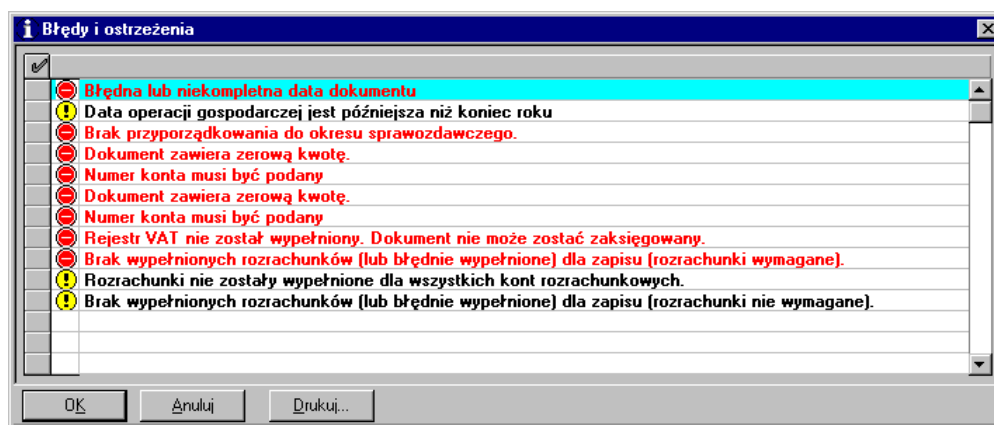 Błędy i ostrzeżenia
Błędna lub niekompletna data dokumentu
Data operacji gospodarczej jest późniejsza niż koniec roku
Brak przyporządkowania do okresu sprawozdawczego.
Dokument zawiera zerową kwotę.
Numer konta musi być podany
Dokument zawiera zerową kwotę.
Numer konta musi być podany
Rejestr VAT nie został wypełniony. Dokument nie może zostać zaksięgowany.
Brak wypełnionych rozrachunków (lub błędnie wypełnione) dla zapisu (rozrachunki wymagane).
Rozrachunki nie zostały wypełnione dla wszystkich kont rozrachunkowych.
Brak wypełnionych rozrachunków (lub błędnie wypełnione) dla zapisu (rozrachunki nie wymagane).
OK Anuluj Drukuj...